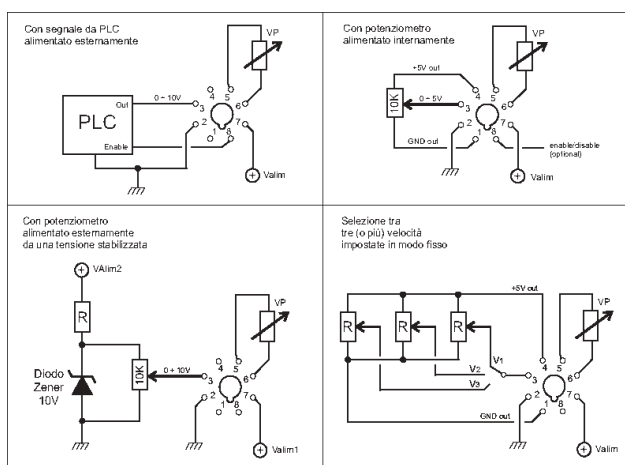 Con segnale da PLC
alimentato esternamente
VP
Out
0 ÷ 10V
PLC
Enable
4
5
3
6
2
7
1
8
Valim
Con potenziometro
alimentato internamente
VP
+5V out
10K
0 ÷ 5V
GND out
4
5
3
6
2
7
1
8
enable/disable
(optional)
Valim
Con potenziometro
alimentato esternamente
da una tensione stabilizzata
VAlim2
R
VP
Diodo
Zener
10V
10K
0 ÷ 10V
4
5
3
6
2
7
1
8
Valim1
Selezione tra
tre (o più) velocità
impostate in modo fisso
+5V out
VP
R
R
R
V1
V2
V3
4
5
3
6
2
7
1
8
GND out
Valim